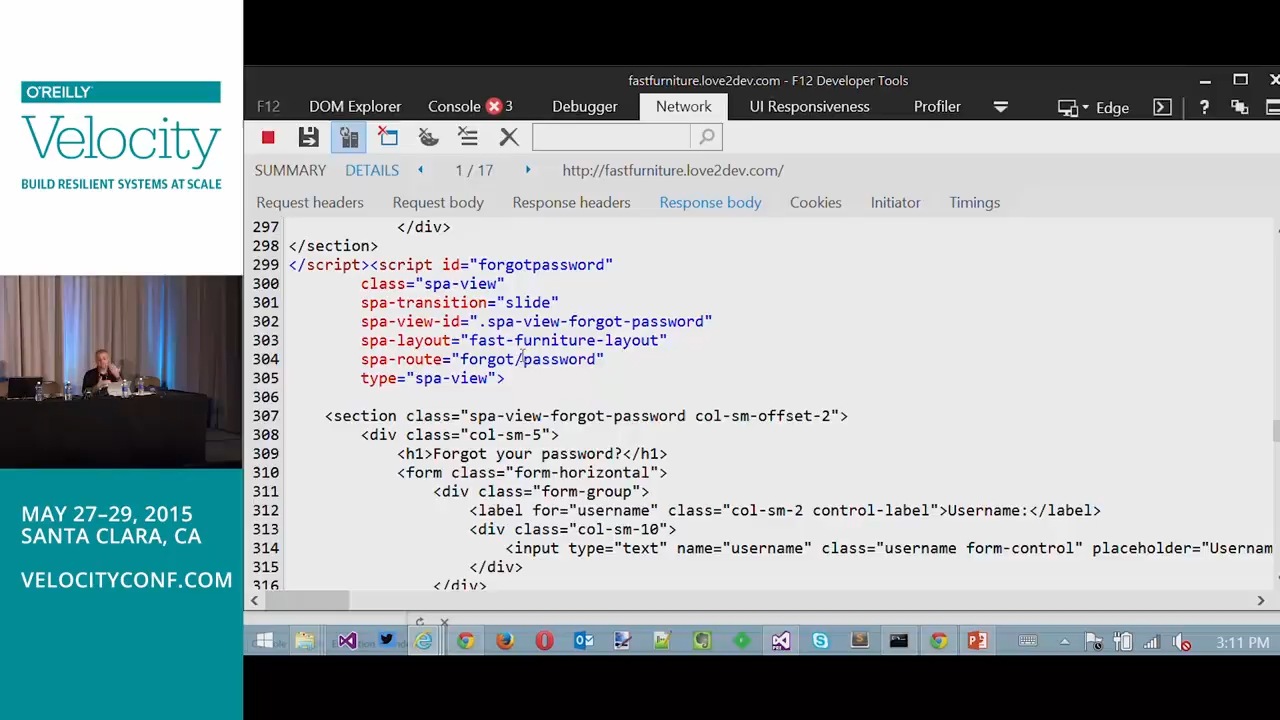 O'REILLY
Velocity
BUILD RESILIENT SYSTEMS AT SCALE
MAY 27–29, 2015
SANTA CLARA, CA
VELOCITYCONF.COM
fastfurniture.love2dev.com - F12 Developer Tools
F12 DOM Explorer Console 3 Debugger Network UI Responsiveness Profiler Edge ?
SUMMARY DETAILS 1 / 17 http://fastfurniture.love2dev.com/
Request headers Request body Response headers Response body Cookies Initiator Timings
297 </div>
298 </section>
299 </script><script id="forgotpassword"
300 class="spa-view"
301 spa-transition="slide"
302 spa-view-id=".spa-view-forgot-password"
303 spa-layout="fast-furniture-layout"
304 spa-route="forgot/password"
305 type="spa-view">
306
307 <section class="spa-view-forgot-password col-sm-offset-2">
308 <div class="col-sm-5">
309 <h1>Forgot your password?</h1>
310 <form class="form-horizontal">
311 <div class="form-group">
312 <label for="username" class="col-sm-2 control-label">Username:</label>
313 <div class="col-sm-10">
314 <input type="text" name="username" class="username form-control" placeholder="Usernam
315 </div>
316 </div>
3:11 PM